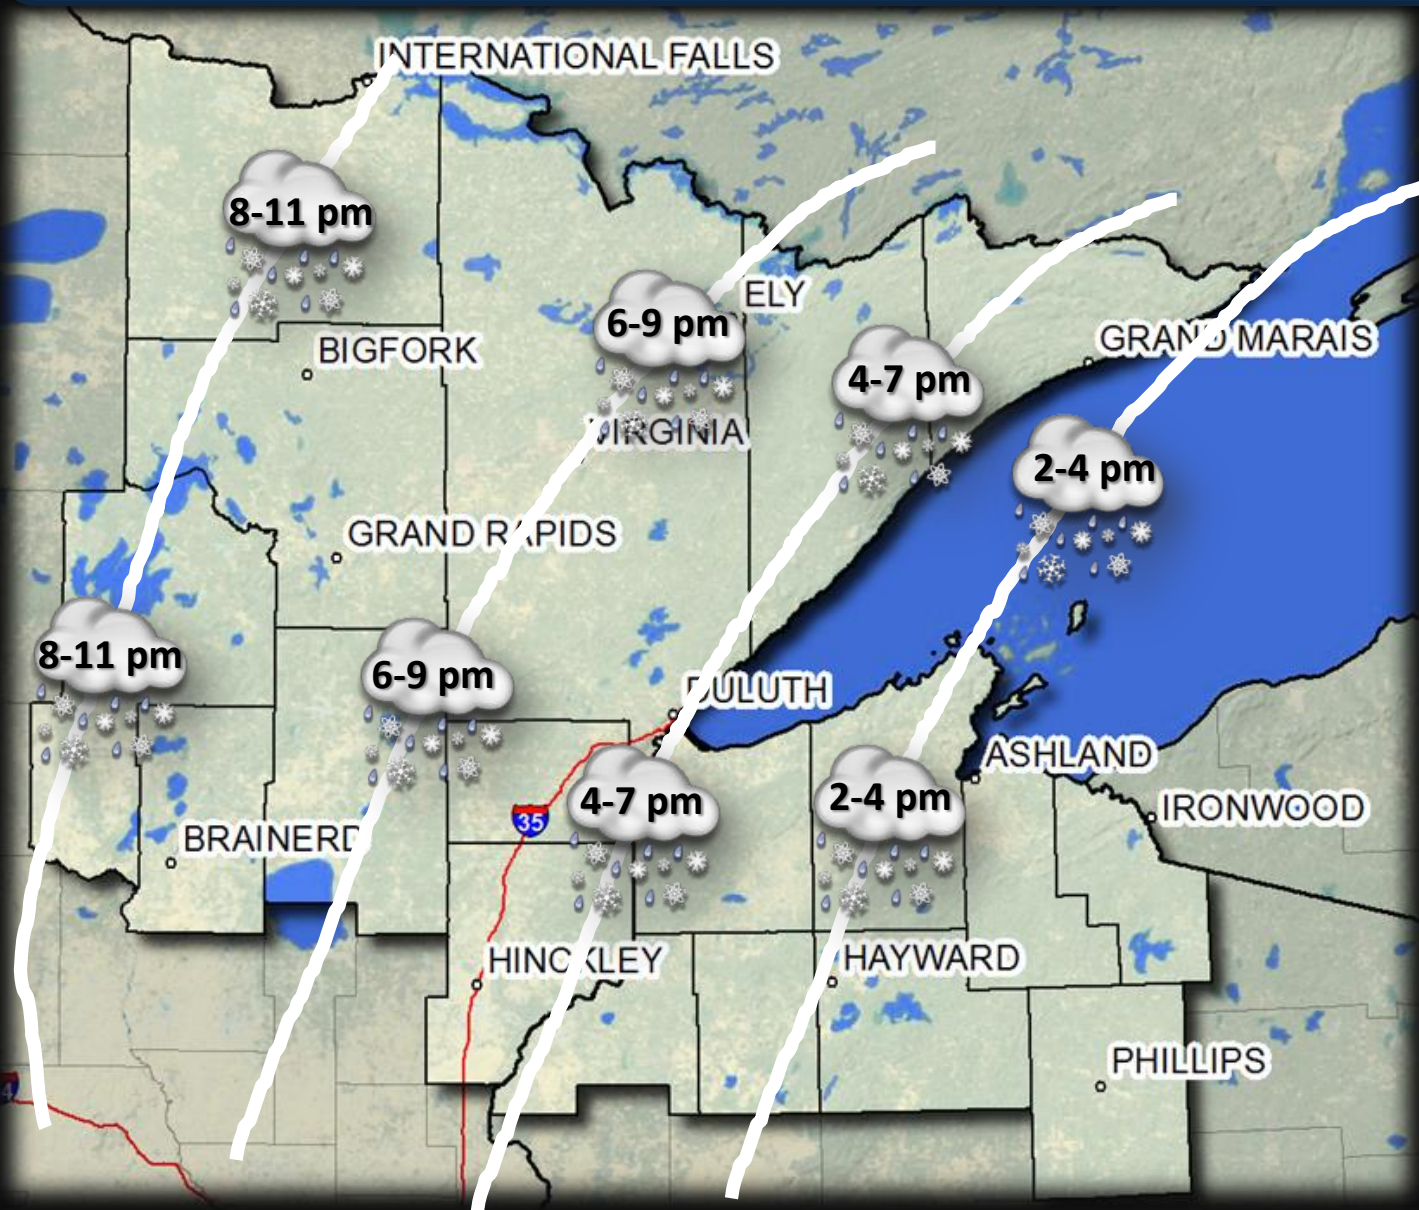 INTERNATIONAL FALLS
8-11 pm
ELY
6-9 pm
GRAND MARAIS
BIGFORK
4-7 pm
VIRGINIA
2-4 pm
GRAND RAPIDS
8-11 pm
6-9 pm
DULUTH
ASHLAND
4-7 pm
2-4 pm
IRONWOOD
35
BRAINERD
HINCKLEY
HAYWARD
PHILLIPS